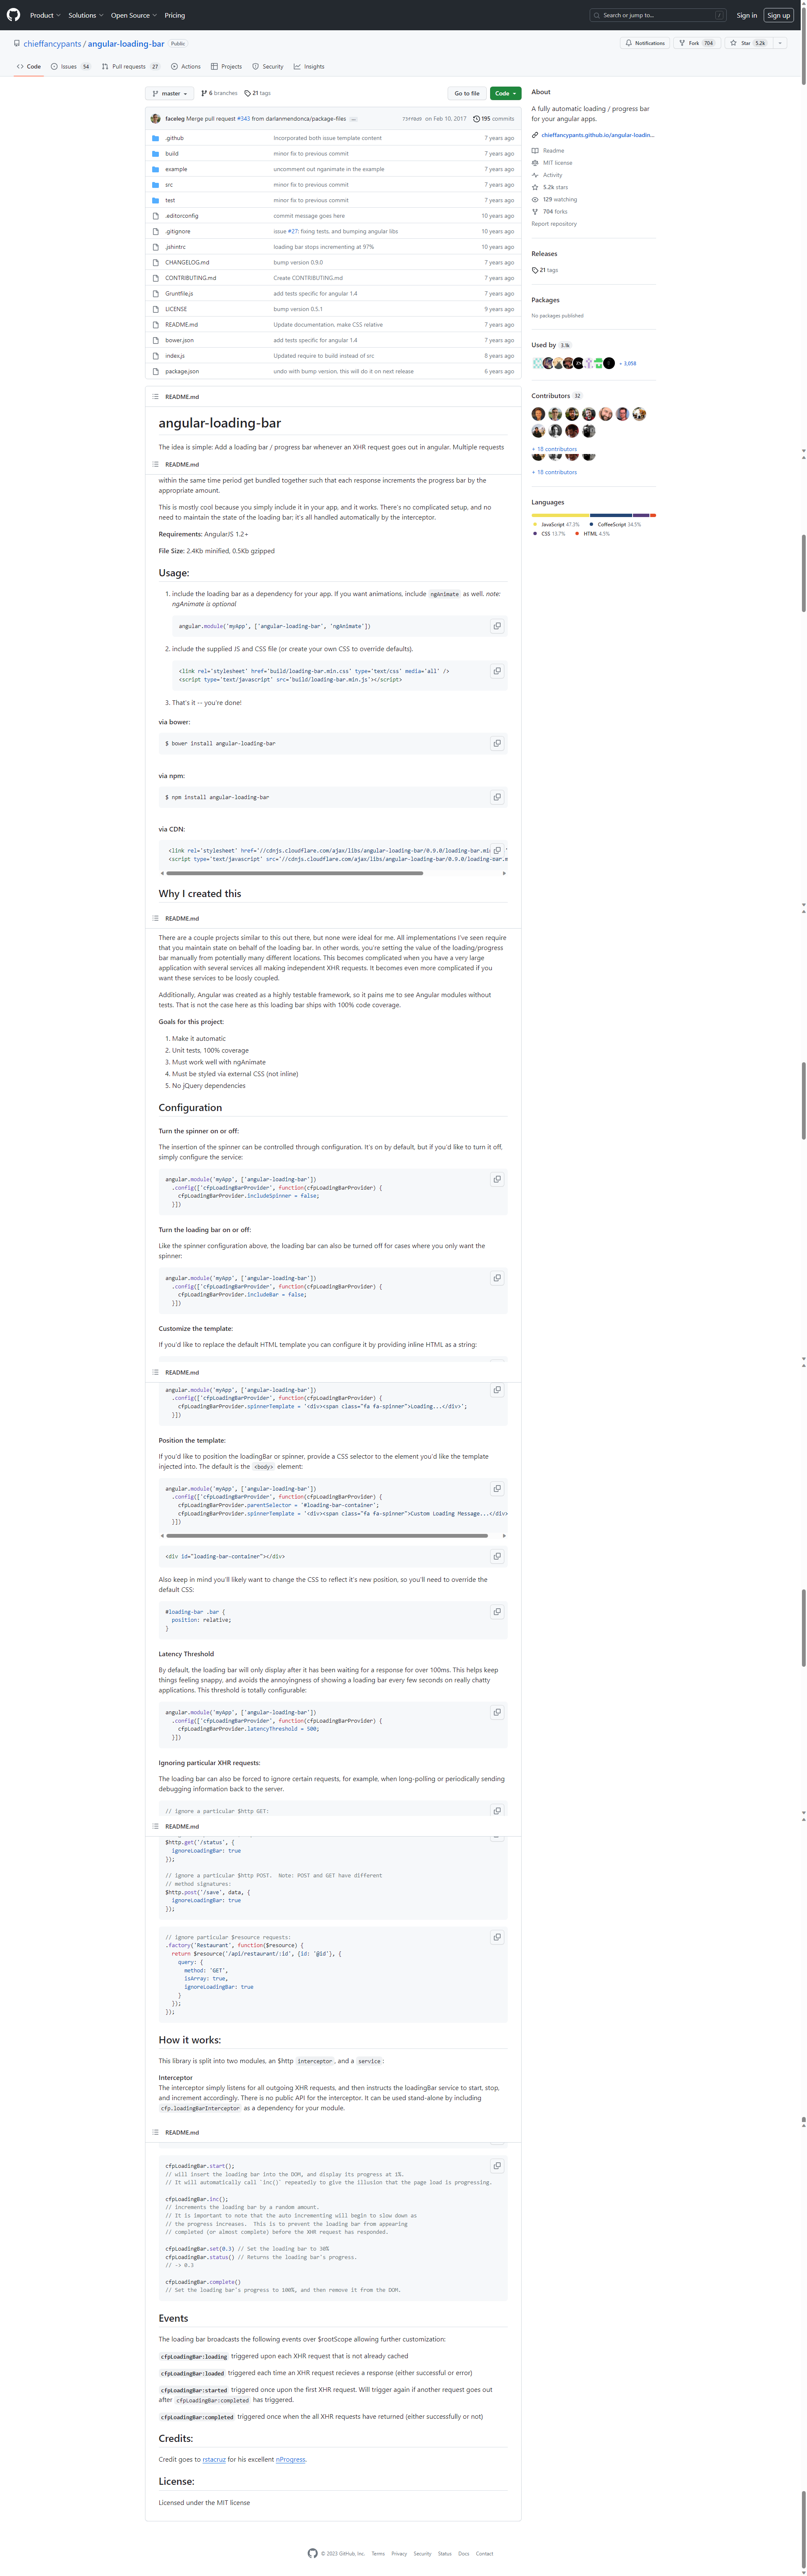 Product Solutions Open Source Pricing
Search or jump to... /
Sign in Sign up
chieffancypants / angular-loading-bar Public
Notifications Fork 704 Star 5.2k
Code Issues 54 Pull requests 27 Actions Projects Security Insights
master 6 branches 21 tags
Go to file Code
faceleg Merge pull request #343 from darlanmendonca/package-files ...
on Feb 10, 2017 195 commits
.github Incorporated both issue template content 7 years ago
build minor fix to previous commit 7 years ago
example uncomment out nganimate in the example 7 years ago
src minor fix to previous commit 7 years ago
test minor fix to previous commit 7 years ago
.editorconfig commit message goes here 10 years ago
.gitignore issue #27: fixing tests, and bumping angular libs 10 years ago
.jshintrc loading bar stops incrementing at 97% 10 years ago
CHANGELOG.md bump version 0.9.0 7 years ago
CONTRIBUTING.md Create CONTRIBUTING.md 7 years ago
Gruntfile.js add tests specific for angular 1.4 7 years ago
LICENSE bump version 0.5.1 9 years ago
README.md Update documentation, make CSS relative 7 years ago
bower.json add tests specific for angular 1.4 7 years ago
index.js Updated require to build instead of src 8 years ago
package.json undo with bump version, this will do it on next release 6 years ago
About
A fully automatic loading / progress bar
for your angular apps.
chieffancypants.github.io/angular-loadin...
Readme
MIT license
Activity
5.2k stars
129 watching
704 forks
Report repository
Releases
21 tags
Packages
No packages published
Used by 3.1k
+ 3,058
Contributors 32
+ 18 contributors
+ 18 contributors
Languages
JavaScript 47.3% CoffeeScript 34.5%
CSS 13.7% HTML 4.5%
README.md
angular-loading-bar
The idea is simple: Add a loading bar / progress bar whenever an XHR request goes out in angular. Multiple requests
README.md
within the same time period get bundled together such that each response increments the progress bar by the
appropriate amount.
This is mostly cool because you simply include it in your app, and it works. There's no complicated setup, and no
need to maintain the state of the loading bar; it's all handled automatically by the interceptor.
Requirements: AngularJS 1.2+
File Size: 2.4Kb minified, 0.5Kb gzipped
Usage:
1. include the loading bar as a dependency for your app. If you want animations, include ngAnimate as well. note:
ngAnimate is optional
angular.module('myApp', ['angular-loading-bar', 'ngAnimate'])
2. include the supplied JS and CSS file (or create your own CSS to override defaults).
<link rel='stylesheet' href='build/loading-bar.min.css' type='text/css' media='all' />
<script type='text/javascript' src='build/loading-bar.min.js'></script>
3. That's it -- you're done!
via bower:
$ bower install angular-loading-bar
via npm:
$ npm install angular-loading-bar
via CDN:
<link rel='stylesheet' href='//cdnjs.cloudflare.com/ajax/libs/angular-loading-bar/0.9.0/loading-bar.min
<script type='text/javascript' src='//cdnjs.cloudflare.com/ajax/libs/angular-loading-bar/0.9.0/loading-bar.m
Why I created this
README.md
There are a couple projects similar to this out there, but none were ideal for me. All implementations I've seen require
that you maintain state on behalf of the loading bar. In other words, you're setting the value of the loading/progress
bar manually from potentially many different locations. This becomes complicated when you have a very large
application with several services all making independent XHR requests. It becomes even more complicated if you
want these services to be loosly coupled.
Additionally, Angular was created as a highly testable framework, so it pains me to see Angular modules without
tests. That is not the case here as this loading bar ships with 100% code coverage.
Goals for this project:
1. Make it automatic
2. Unit tests, 100% coverage
3. Must work well with ngAnimate
4. Must be styled via external CSS (not inline)
5. No jQuery dependencies
Configuration
Turn the spinner on or off:
The insertion of the spinner can be controlled through configuration. It's on by default, but if you'd like to turn it off,
simply configure the service:
angular.module('myApp', ['angular-loading-bar'])
.config(['cfpLoadingBarProvider', function(cfpLoadingBarProvider) {
cfpLoadingBarProvider.includeSpinner = false;
}])
Turn the loading bar on or off:
Like the spinner configuration above, the loading bar can also be turned off for cases where you only want the
spinner:
angular.module('myApp', ['angular-loading-bar'])
.config(['cfpLoadingBarProvider', function(cfpLoadingBarProvider) {
cfpLoadingBarProvider.includeBar = false;
}])
Customize the template:
If you'd like to replace the default HTML template you can configure it by providing inline HTML as a string:
README.md
angular.module('myApp', ['angular-loading-bar'])
.config(['cfpLoadingBarProvider', function(cfpLoadingBarProvider) {
cfpLoadingBarProvider.spinnerTemplate = '<div><span class="fa fa-spinner">Loading...</div>';
}])
Position the template:
If you'd like to position the loadingBar or spinner, provide a CSS selector to the element you'd like the template
injected into. The default is the <body> element:
angular.module('myApp', ['angular-loading-bar'])
.config(['cfpLoadingBarProvider', function(cfpLoadingBarProvider) {
cfpLoadingBarProvider.parentSelector = '#loading-bar-container';
cfpLoadingBarProvider.spinnerTemplate = '<div><span class="fa fa-spinner">Custom Loading Message...</div>
}])
<div id="loading-bar-container"></div>
Also keep in mind you'll likely want to change the CSS to reflect it's new position, so you'll need to override the
default CSS:
#loading-bar .bar {
position: relative;
}
Latency Threshold
By default, the loading bar will only display after it has been waiting for a response for over 100ms. This helps keep
things feeling snappy, and avoids the annoyingness of showing a loading bar every few seconds on really chatty
applications. This threshold is totally configurable:
angular.module('myApp', ['angular-loading-bar'])
.config(['cfpLoadingBarProvider', function(cfpLoadingBarProvider) {
cfpLoadingBarProvider.latencyThreshold = 500;
}])
Ignoring particular XHR requests:
The loading bar can also be forced to ignore certain requests, for example, when long-polling or periodically sending
debugging information back to the server.
// ignore a particular $http GET:
README.md
$http.get('/status', {
ignoreLoadingBar: true
});
// ignore a particular $http POST. Note: POST and GET have different
// method signatures:
$http.post('/save', data, {
ignoreLoadingBar: true
});
// ignore particular $resource requests:
.factory('Restaurant', function($resource) {
return $resource('/api/restaurant/:id', {id: '@id'}, {
query: {
method: 'GET',
isArray: true,
ignoreLoadingBar: true
}
});
});
How it works:
This library is split into two modules, an $http interceptor , and a service :
Interceptor
The interceptor simply listens for all outgoing XHR requests, and then instructs the loadingBar service to start, stop,
and increment accordingly. There is no public API for the interceptor. It can be used stand-alone by including
cfp.loadingBarInterceptor as a dependency for your module.
README.md
cfpLoadingBar.start();
// will insert the loading bar into the DOM, and display its progress at 1%.
// It will automatically call `inc()` repeatedly to give the illusion that the page load is progressing.
cfpLoadingBar.inc();
// increments the loading bar by a random amount.
// It is important to note that the auto incrementing will begin to slow down as
// the progress increases. This is to prevent the loading bar from appearing
// completed (or almost complete) before the XHR request has responded.
cfpLoadingBar.set(0.3) // Set the loading bar to 30%
cfpLoadingBar.status() // Returns the loading bar's progress.
// -> 0.3
cfpLoadingBar.complete()
// Set the loading bar's progress to 100%, and then remove it from the DOM.
Events
The loading bar broadcasts the following events over $rootScope allowing further customization:
cfpLoadingBar:loading triggered upon each XHR request that is not already cached
cfpLoadingBar:loaded triggered each time an XHR request recieves a response (either successful or error)
cfpLoadingBar:started triggered once upon the first XHR request. Will trigger again if another request goes out
after cfpLoadingBar:completed has triggered.
cfpLoadingBar:completed triggered once when the all XHR requests have returned (either successfully or not)
Credits:
Credit goes to rstacruz for his excellent nProgress.
License:
Licensed under the MIT license
© 2023 GitHub, Inc. Terms Privacy Security Status Docs Contact